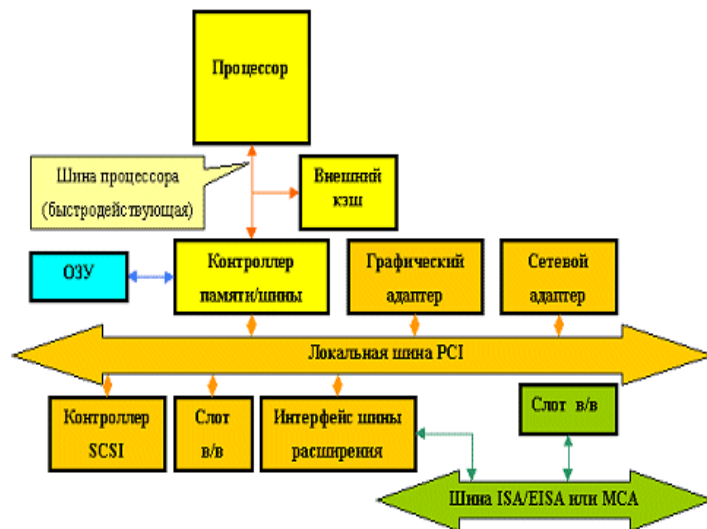 Процессор
Шина процессора
(быстродействующая)
Внешний
кэш
ОЗУ
Контроллер
памяти/шины
Графический
адаптер
Сетевой
адаптер
Локальная шина PCI
Контроллер
SCSI
Слот
в/в
Интерфейс шины
расширения
Слот в/в
Шина ISA/EISA или MCA